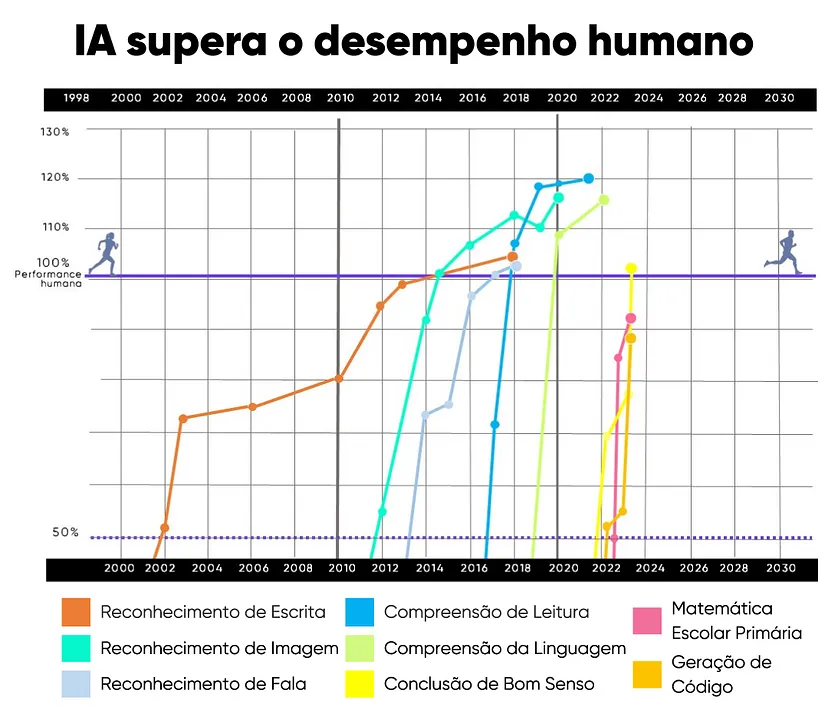 IA supera o desempenho humano
1998 2000 2002 2004 2006 2008 2010 2012 2014 2016 2018 2020 2022 2024 2026 2028 2030
130%
120%
110%
100%
Performance
humana
50%
2000 2002 2004 2006 2008 2010 2012 2014 2016 2018 2020 2022 2024 2026 2028 2030
Reconhecimento de Escrita
Reconhecimento de Imagem
Reconhecimento de Fala
Compreensão de Leitura
Compreensão da Linguagem
Conclusão de Bom Senso
Matemática
Escolar Primária
Geração de
Código